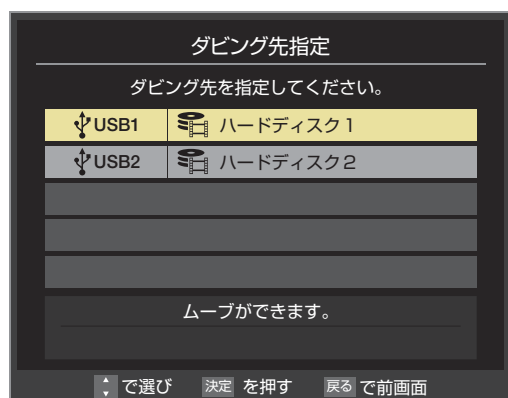 ダビング先指定
ダビング先を指定してください。
USB1 ハードディスク1
USB2 ハードディスク2
ムーブができます。
で選び 決定 を押す 戻る で前画面